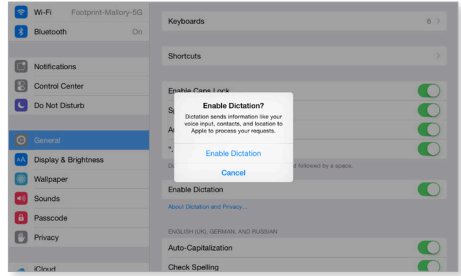 Wi-Fi Footprint-Mallory-5G
Bluetooth On
Notifications
Control Center
Do Not Disturb
General
Display & Brightness
Wallpaper
Sounds
Passcode
Privacy
iCloud
Keyboards 6 >
Shortcuts >
Enable Caps Lock
Enable Dictation?
Dictation sends information like your
voice input, contacts, and location to
Apple to process your requests.
Enable Dictation
Cancel
followed by a space.
Enable Dictation
About Dictation and Privacy...
ENGLISH (UK), GERMAN, AND RUSSIAN
Auto-Capitalization
Check Spelling